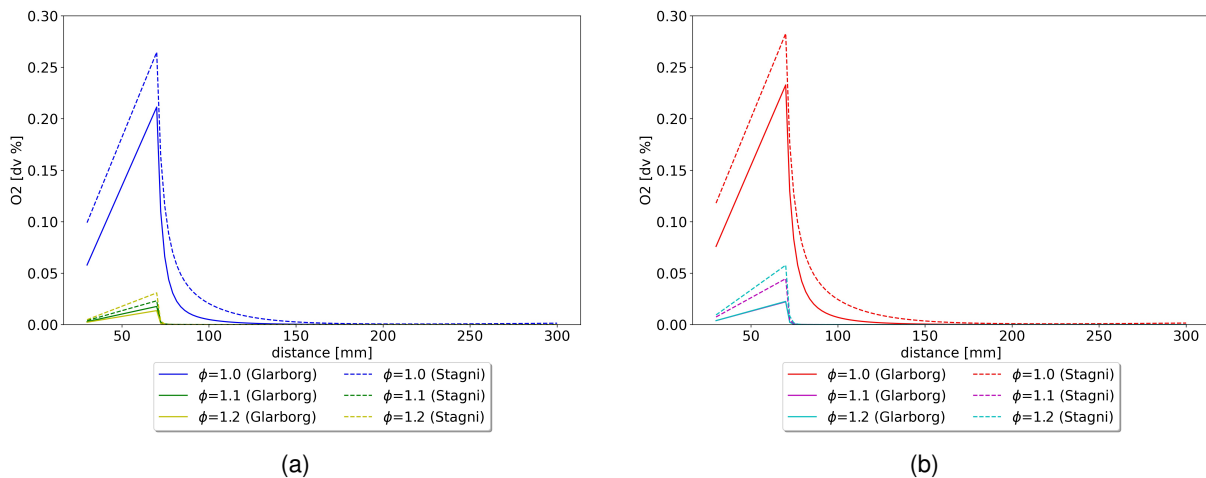 0.30
0.25
0.20
0.15
0.10
0.05
0.00
O2 [dv %]
50 100 150 200 250 300
distance [mm]
ϕ=1.0 (Glarborg) ϕ=1.0 (Stagni)
ϕ=1.1 (Glarborg) ϕ=1.1 (Stagni)
ϕ=1.2 (Glarborg) ϕ=1.2 (Stagni)
(a)
0.30
0.25
0.20
0.15
0.10
0.05
0.00
O2 [dv %]
50 100 150 200 250 300
distance [mm]
ϕ=1.0 (Glarborg) ϕ=1.0 (Stagni)
ϕ=1.1 (Glarborg) ϕ=1.1 (Stagni)
ϕ=1.2 (Glarborg) ϕ=1.2 (Stagni)
(b)